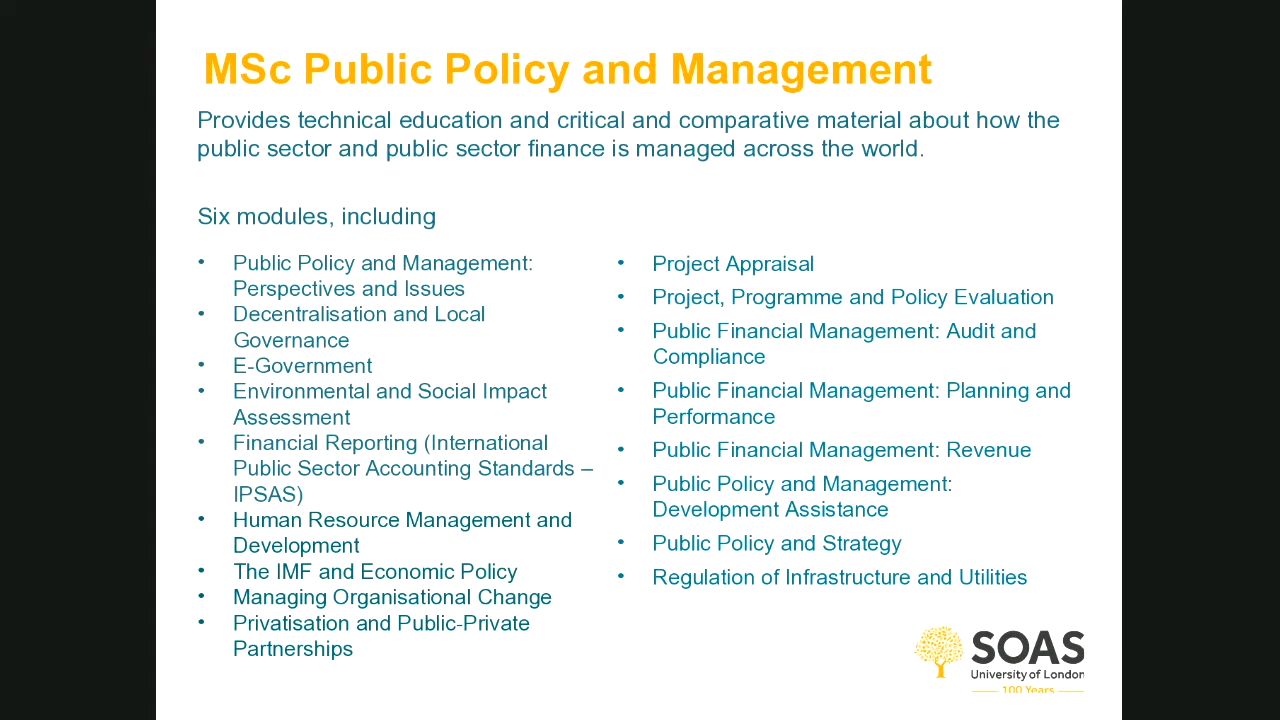 MSc Public Policy and Management
Provides technical education and critical and comparative material about how the
public sector and public sector finance is managed across the world.
Six modules, including
• Public Policy and Management:
Perspectives and Issues
• Decentralisation and Local
Governance
• E-Government
• Environmental and Social Impact
Assessment
• Financial Reporting (International
Public Sector Accounting Standards –
IPSAS)
• Human Resource Management and
Development
• The IMF and Economic Policy
• Managing Organisational Change
• Privatisation and Public-Private
Partnerships
• Project Appraisal
• Project, Programme and Policy Evaluation
• Public Financial Management: Audit and
Compliance
• Public Financial Management: Planning and
Performance
• Public Financial Management: Revenue
• Public Policy and Management:
Development Assistance
• Public Policy and Strategy
• Regulation of Infrastructure and Utilities
SOAS
University of London
100 Years